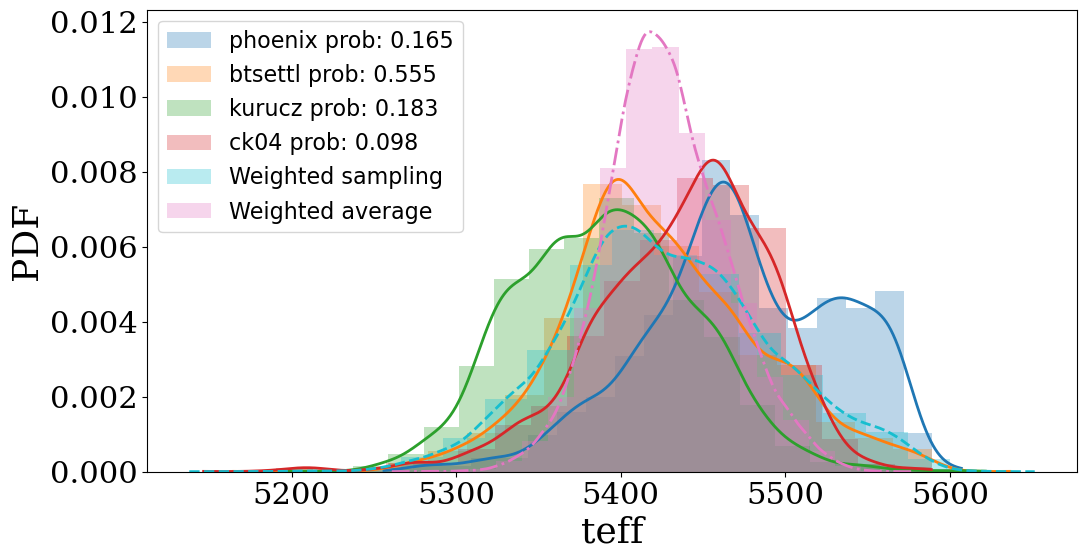 0.012
0.010
0.008
0.006
0.004
0.002
0.000
PDF
phoenix prob: 0.165
btsettl prob: 0.555
kurucz prob: 0.183
ck04 prob: 0.098
Weighted sampling
Weighted average
5200 5300 5400 5500 5600
teff